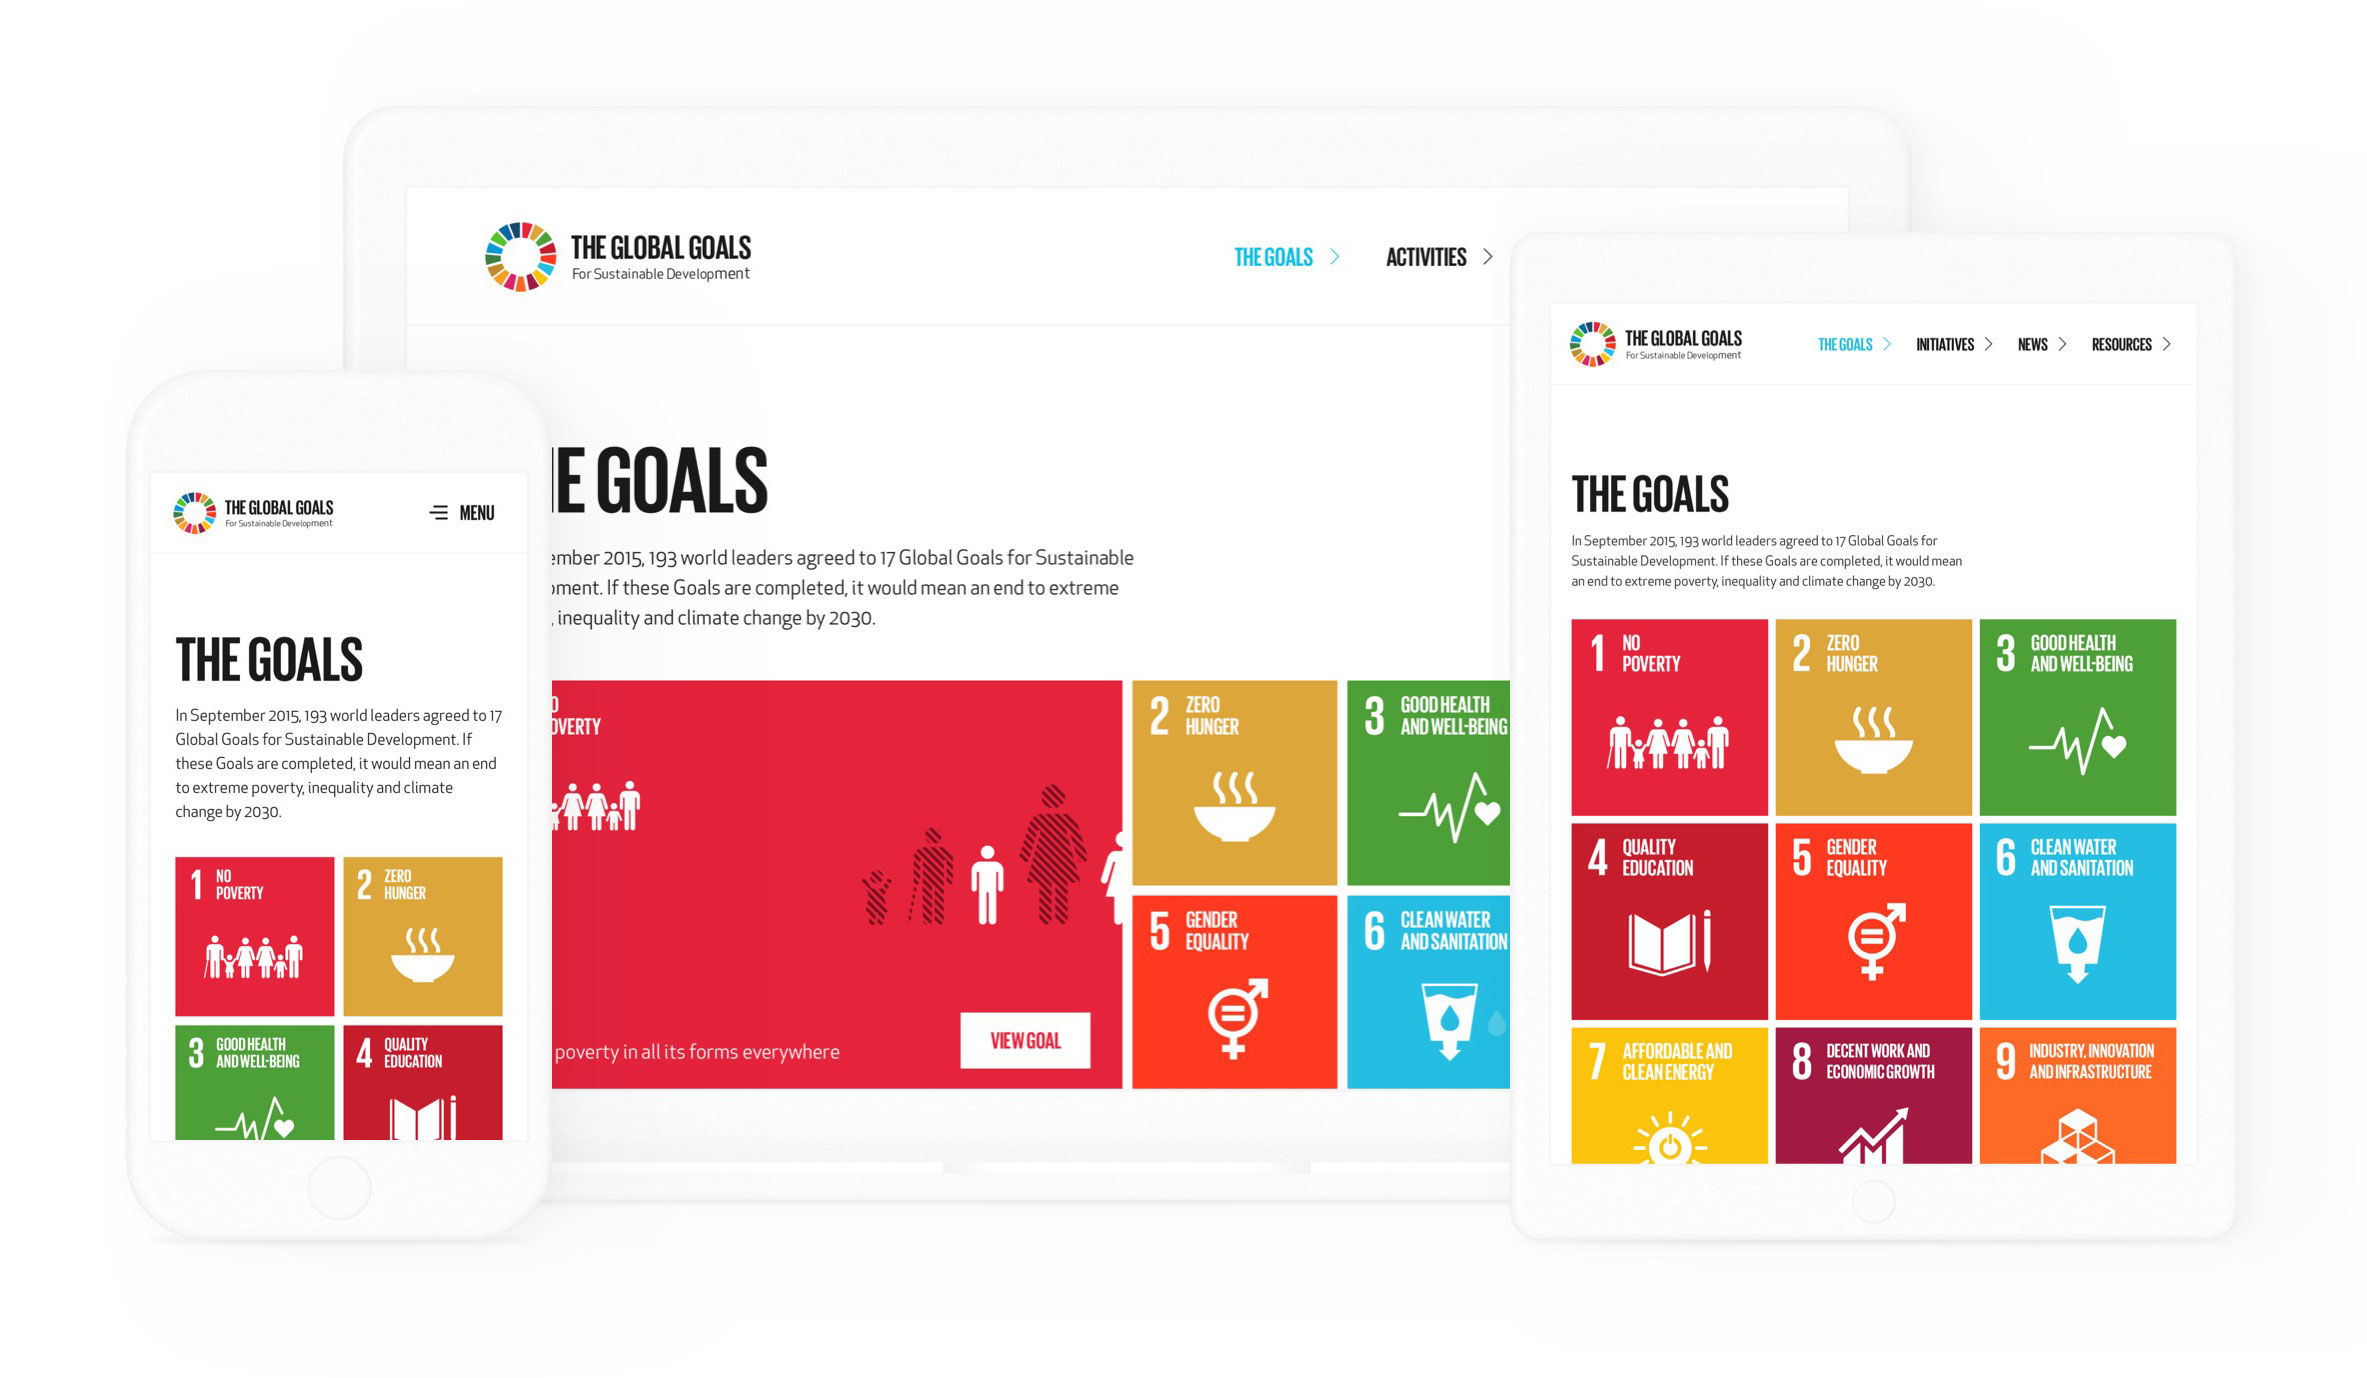 THE GLOBAL GOALS
For Sustainable Development
THE GOALS
ACTIVITIES
GOALS
2015, 193 world leaders agreed to 17 Global Goals for Sustainable
If these Goals are completed, it would mean an end to extreme
, inequality and climate change by 2030.
2 ZERO
HUNGER
3 GOOD HEALTH
AND WELL-BEING
5 GENDER
EQUALITY
6 CLEAN WATER
AND SANITATION
poverty in all its forms everywhere
VIEW GOAL
THE GLOBAL GOALS
For Sustainable Development
MENU
THE GOALS
In September 2015, 193 world leaders agreed to 17
Global Goals for Sustainable Development. If
these Goals are completed, it would mean an end
to extreme poverty, inequality and climate
change by 2030.
1 NO
POVERTY
2 ZERO
HUNGER
3 GOOD HEALTH
AND WELL-BEING
4 QUALITY
EDUCATION
THE GLOBAL GOALS
For Sustainable Development
THE GOALS
INITIATIVES
NEWS
RESOURCES
THE GOALS
In September 2015, 193 world leaders agreed to 17 Global Goals for
Sustainable Development. If these Goals are completed, it would mean
an end to extreme poverty, inequality and climate change by 2030.
1 NO
POVERTY
2 ZERO
HUNGER
3 GOOD HEALTH
AND WELL-BEING
4 QUALITY
EDUCATION
5 GENDER
EQUALITY
6 CLEAN WATER
AND SANITATION
7 AFFORDABLE AND
CLEAN ENERGY
8 DECENT WORK AND
ECONOMIC GROWTH
9 INDUSTRY, INNOVATION
AND INFRASTRUCTURE